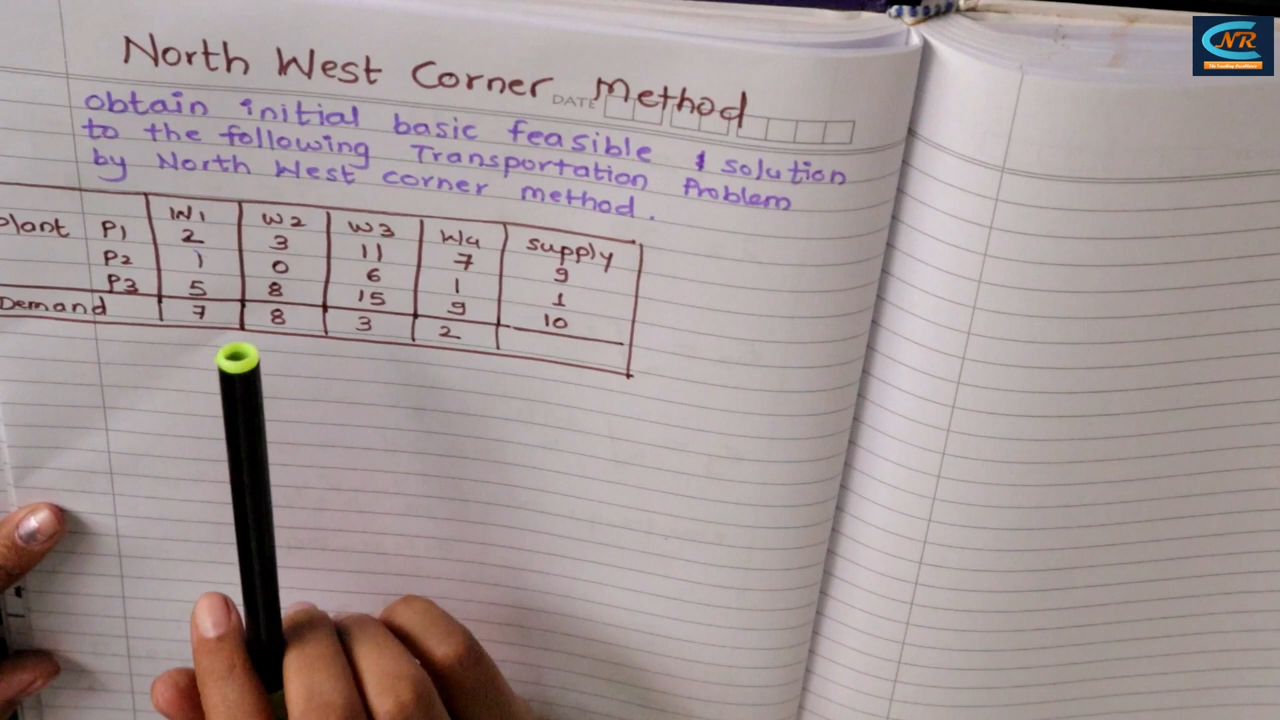 North West Corner Method
DATE
obtain initial basic feasible solution
to the following Transportation Problem
by North West corner method.
W1 W2 W3 W4 supply
plant P1 2 3 11 7 9
P2 1 0 6 1 1
P3 5 8 15 9 10
Demand 7 8 3 2
NR